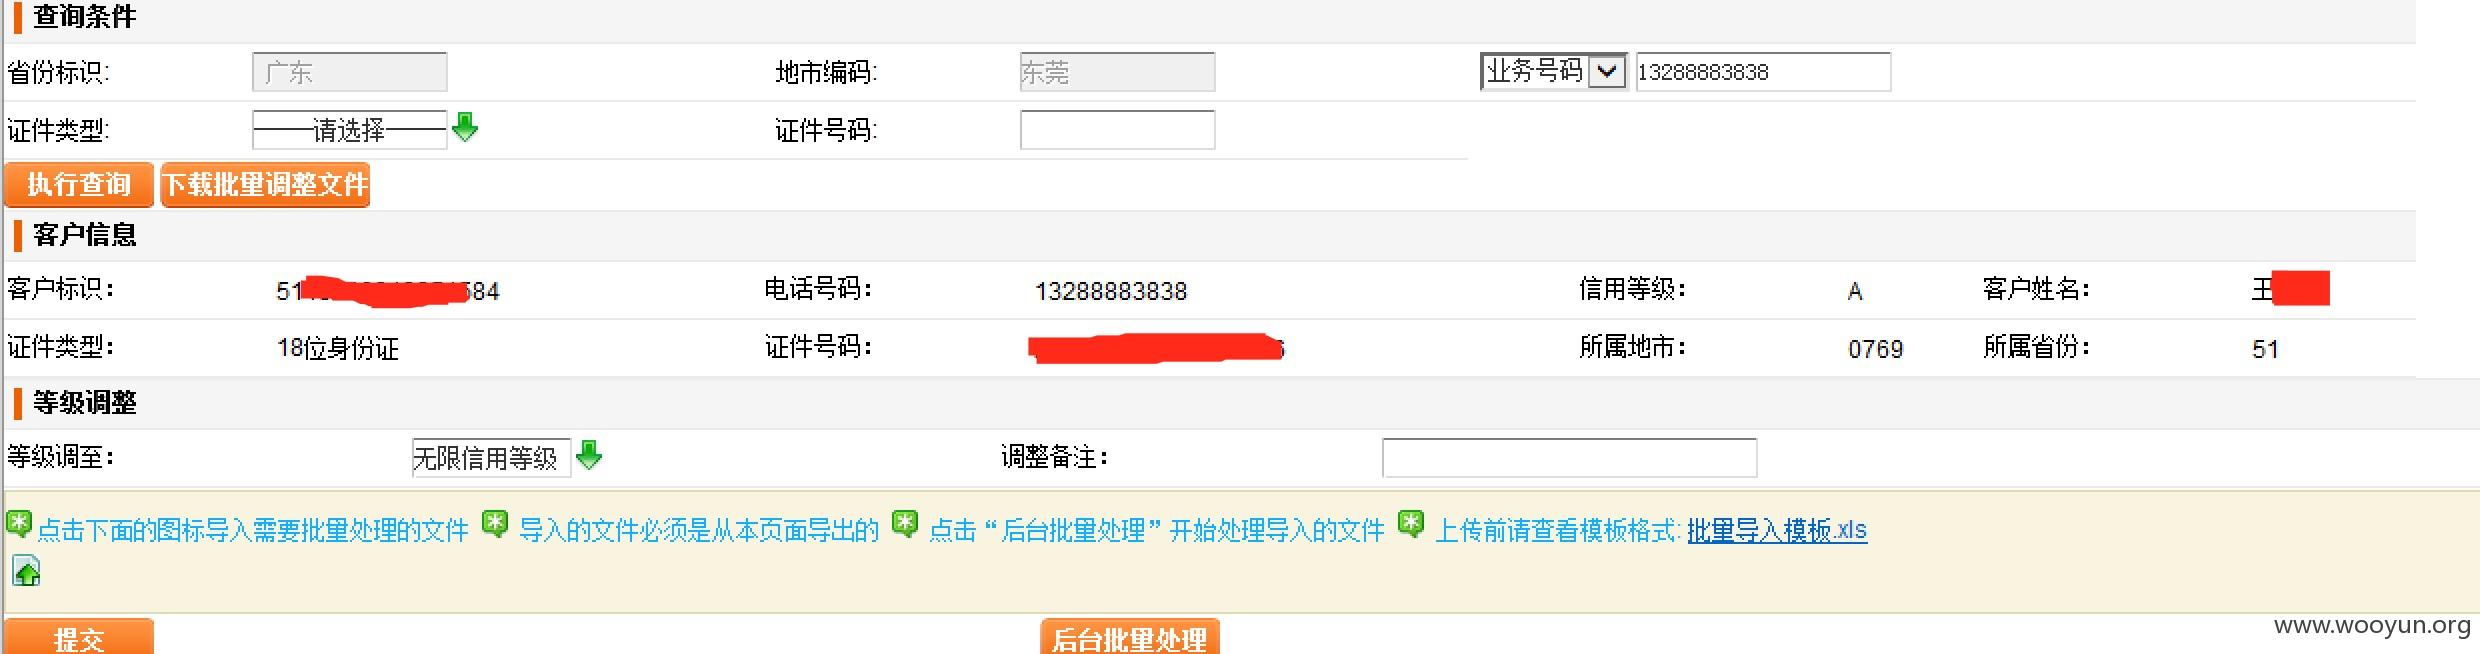 查询条件
省份标识: 广东 地市编码: 东莞 业务号码 13288883838
证件类型: ——请选择—— 证件号码:
执行查询 下载批量调整文件
客户信息
客户标识: 51 584 电话号码: 13288883838 信用等级: A 客户姓名: 王
证件类型: 18位身份证 证件号码: 所属地市: 0769 所属省份: 51
等级调整
等级调至: 无限信用等级 调整备注:
点击下面的图标导入需要批量处理的文件 导入的文件必须是从本页面导出的 点击“后台批量处理”开始处理导入的文件 上传前请查看模板格式: 批量导入模板.xls
提交 后台批量处理
www.wooyun.org